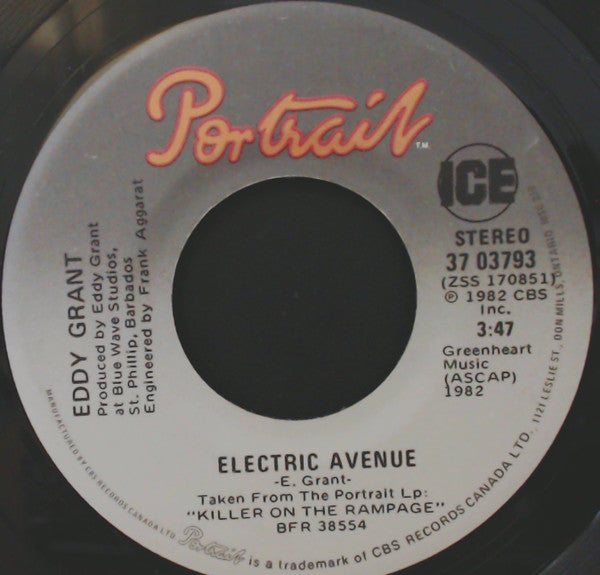 Portrait T.M.
ICE
STEREO
37 03793
(ZSS 170851)
℗ 1982 CBS
Inc.
3:47
Greenheart
Music
(ASCAP)
1982
EDDY GRANT
Produced by Eddy Grant
at Blue Wave Studios,
St. Phillip, Barbados
Engineered by Frank Aggarat
ELECTRIC AVENUE
-E. Grant-
Taken From The Portrait Lp:
"KILLER ON THE RAMPAGE"
BFR 38554
MANUFACTURED BY CBS RECORDS CANADA LTD.
Portrait is a trademark of CBS RECORDS CANADA LTD., 1121 LESLIE ST., DON MILLS, ONTARIO